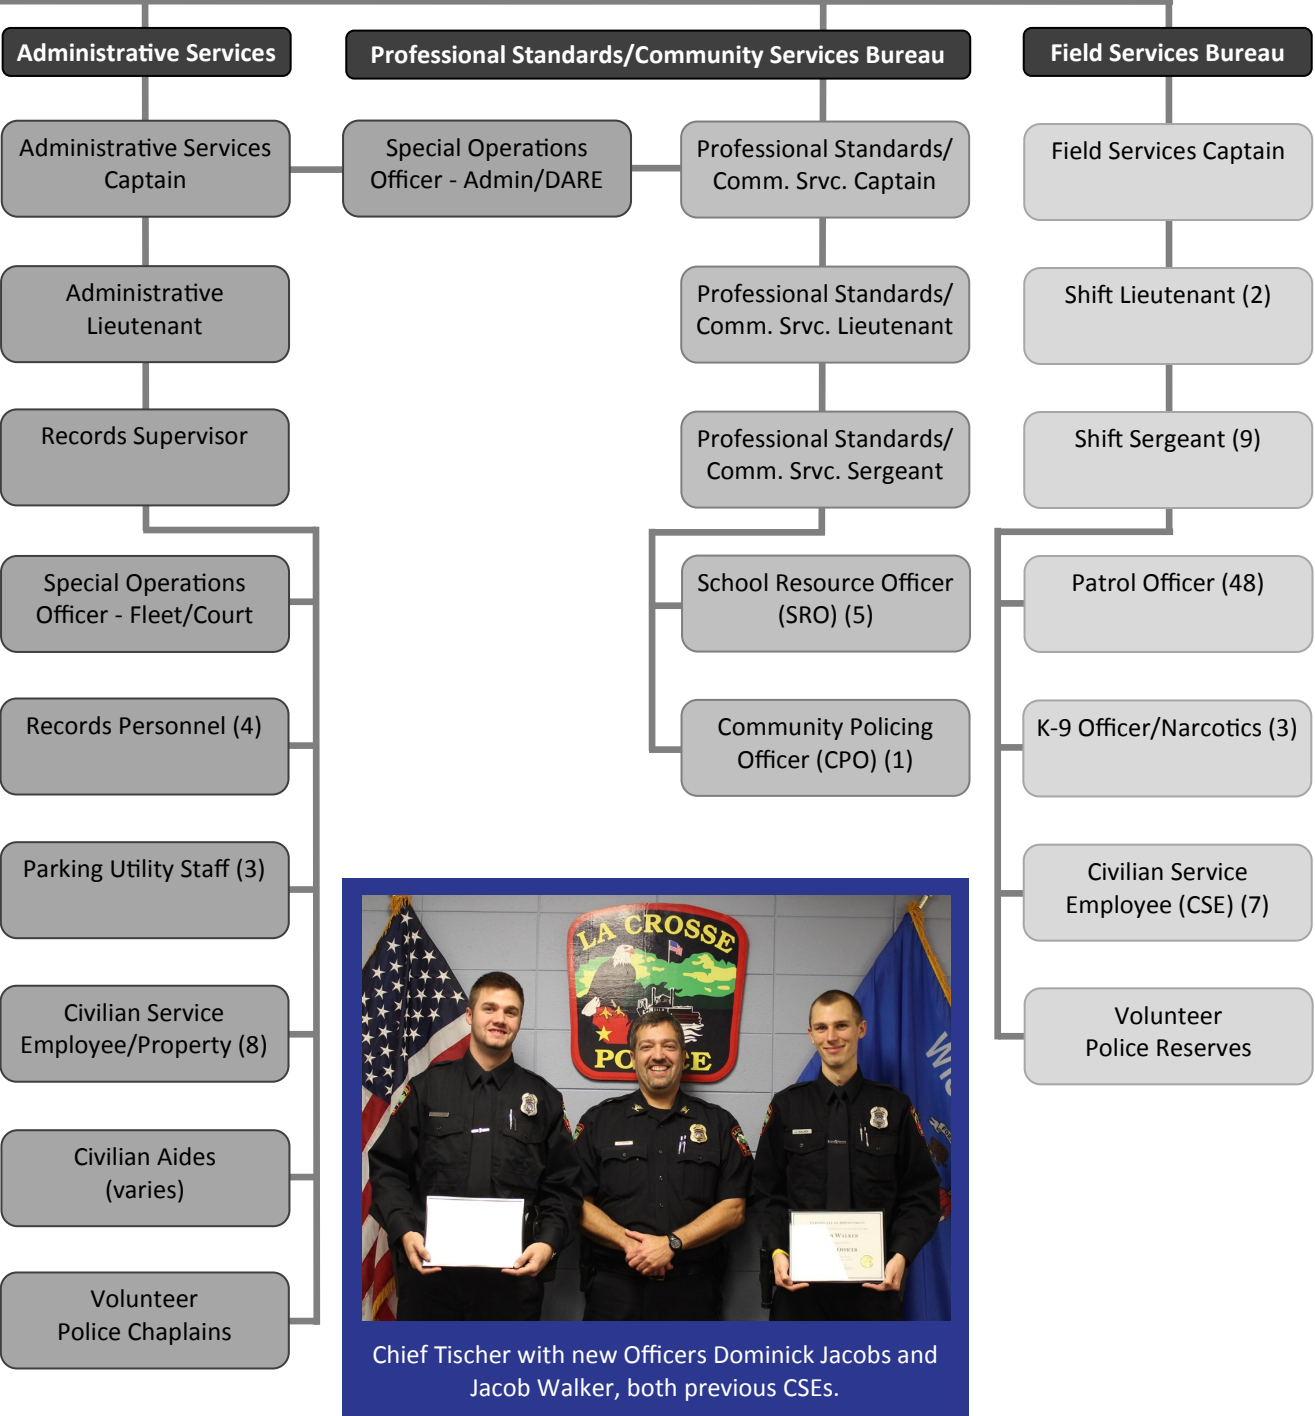 Administrative Services
Professional Standards/Community Services Bureau
Field Services Bureau
Administrative Services
Captain
Special Operations
Officer - Admin/DARE
Professional Standards/
Comm. Srvc. Captain
Field Services Captain
Administrative
Lieutenant
Professional Standards/
Comm. Srvc. Lieutenant
Shift Lieutenant (2)
Records Supervisor
Professional Standards/
Comm. Srvc. Sergeant
Shift Sergeant (9)
Special Operations
Officer - Fleet/Court
School Resource Officer
(SRO) (5)
Patrol Officer (48)
Records Personnel (4)
Community Policing
Officer (CPO) (1)
K-9 Officer/Narcotics (3)
Parking Utility Staff (3)
Civilian Service
Employee (CSE) (7)
Civilian Service
Employee/Property (8)
Volunteer
Police Reserves
Civilian Aides
(varies)
Volunteer
Police Chaplains
LA CROSSE
WALKER
OFFICER
Chief Tischer with new Officers Dominick Jacobs and
Jacob Walker, both previous CSEs.